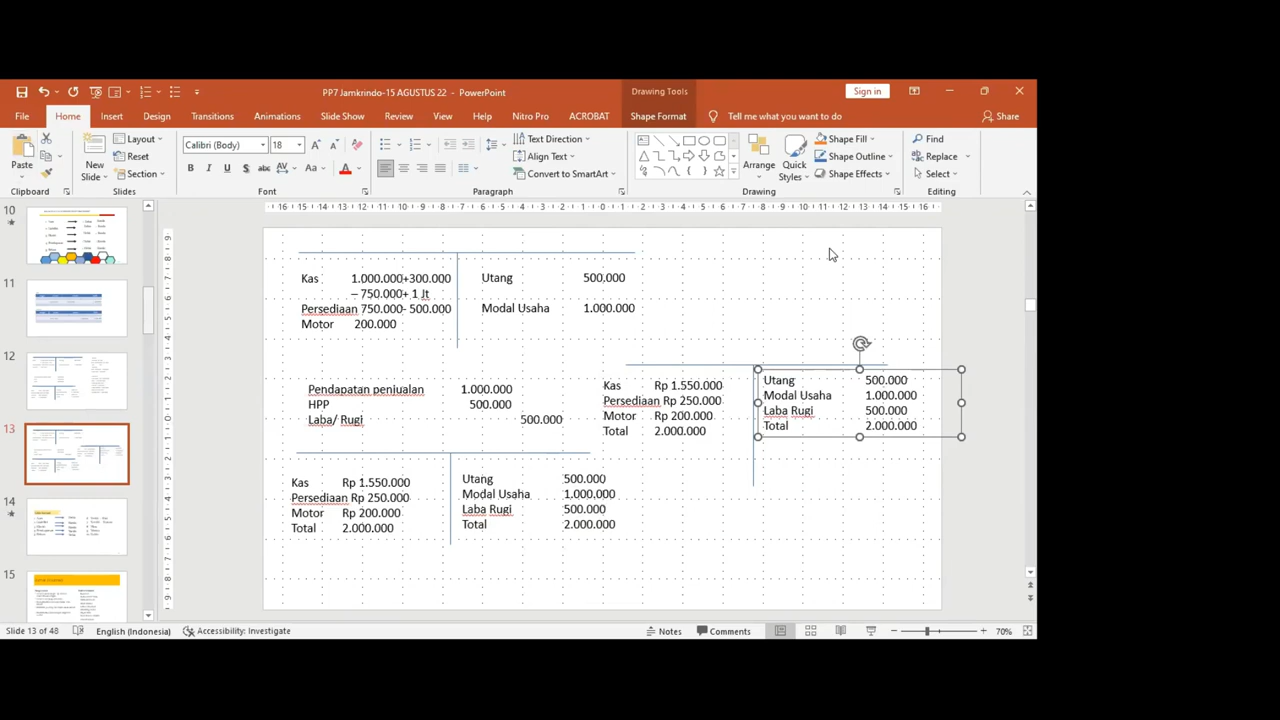 PP7 Jamkrindo-15 AGUSTUS 22 - PowerPoint
Drawing Tools
Sign in
File Home Insert Design Transitions Animations Slide Show Review View Help Nitro Pro ACROBAT Shape Format Tell me what you want to do Share
Paste
New Slide
Layout
Reset
Section
Calibri (Body) 18
Text Direction
Align Text
Convert to SmartArt
Arrange
Quick Styles
Shape Fill
Shape Outline
Shape Effects
Find
Replace
Select
Clipboard Slides Font Paragraph Drawing Editing
10
11
12
13
14
15
Kas 1.000.000+300.000
– 750.000+ 1 Jt
Persediaan 750.000- 500.000
Motor 200.000
Utang 500,000
Modal Usaha 1.000.000
Pendapatan penjualan 1.000.000
HPP 500.000
Laba/ Rugi 500.000
Kas Rp 1.550.000
Persediaan Rp 250.000
Motor Rp 200.000
Total 2.000.000
Utang 500.000
Modal Usaha 1.000.000
Laba Rugi 500.000
Total 2.000.000
Kas Rp 1.550.000
Persediaan Rp 250.000
Motor Rp 200.000
Total 2.000.000
Utang 500.000
Modal Usaha 1.000.000
Laba Rugi 500.000
Total 2.000.000
Slide 13 of 48 English (Indonesia) Accessibility: Investigate Notes Comments 70%